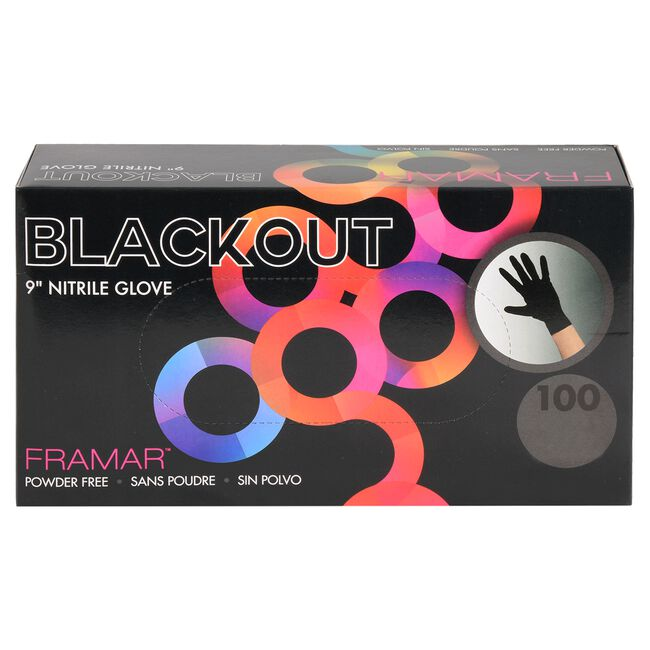 POWDER FREE
SANS POUDRE
SIN POLVO
FRAMAR
BLACKOUT
9" NITRILE GLOVE
BLACKOUT
9" NITRILE GLOVE
100
FRAMAR™
POWDER FREE • SANS POUDRE • SIN POLVO